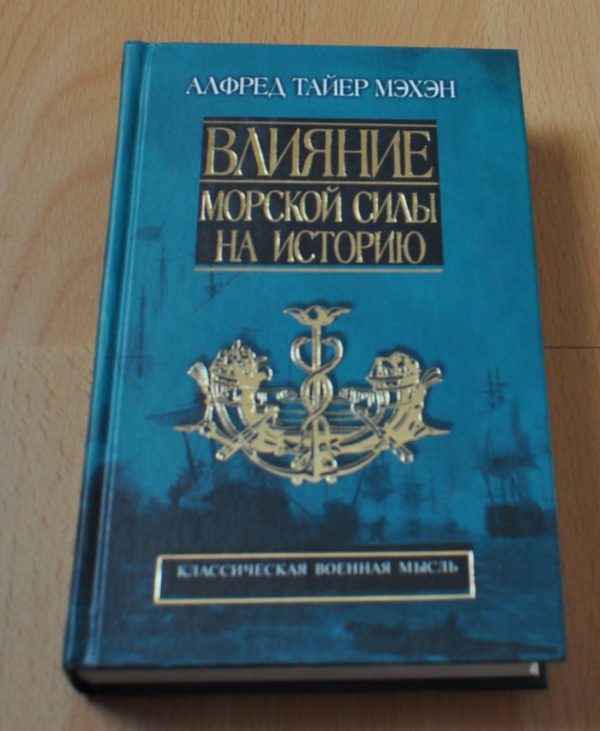 АЛФРЕД ТАЙЕР МЭХЭН
ВЛИЯНИЕ
МОРСКОЙ СИЛЫ
НА ИСТОРИЮ
КЛАССИЧЕСКАЯ ВОЕННАЯ МЫСЛЬ